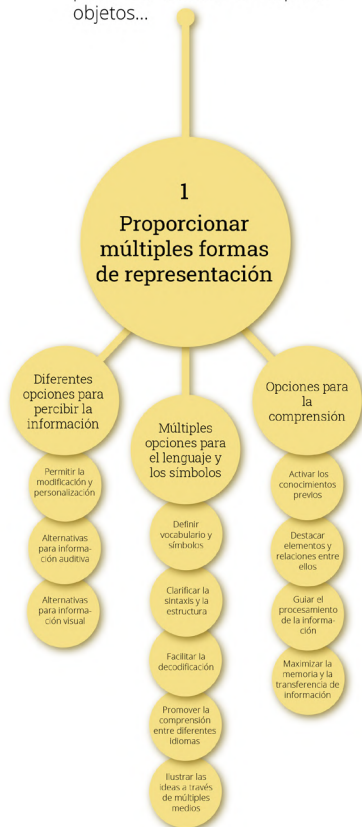 objetos...
1
Proporcionar
múltiples formas
de representación
Diferentes
opciones para
percibir la
información
Permitir la
modificación y
personalización
Alternativas
para informa-
ción auditiva
Alternativas
para informa-
ción visual
Múltiples
opciones para
el lenguaje y
los símbolos
Definir
vocabulario y
símbolos
Clarificar la
sintaxis y la
estructura
Facilitar la
decodificación
Promover la
comprensión
entre diferentes
idiomas
Ilustrar las
ideas a través
de múltiples
medios
Opciones para
la
comprensión
Activar los
conocimientos
previos
Destacar
elementos y
relaciones entre
ellos
Guiar el
procesamiento
de la informa-
ción
Maximizar la
memoria y la
transferencia de
información